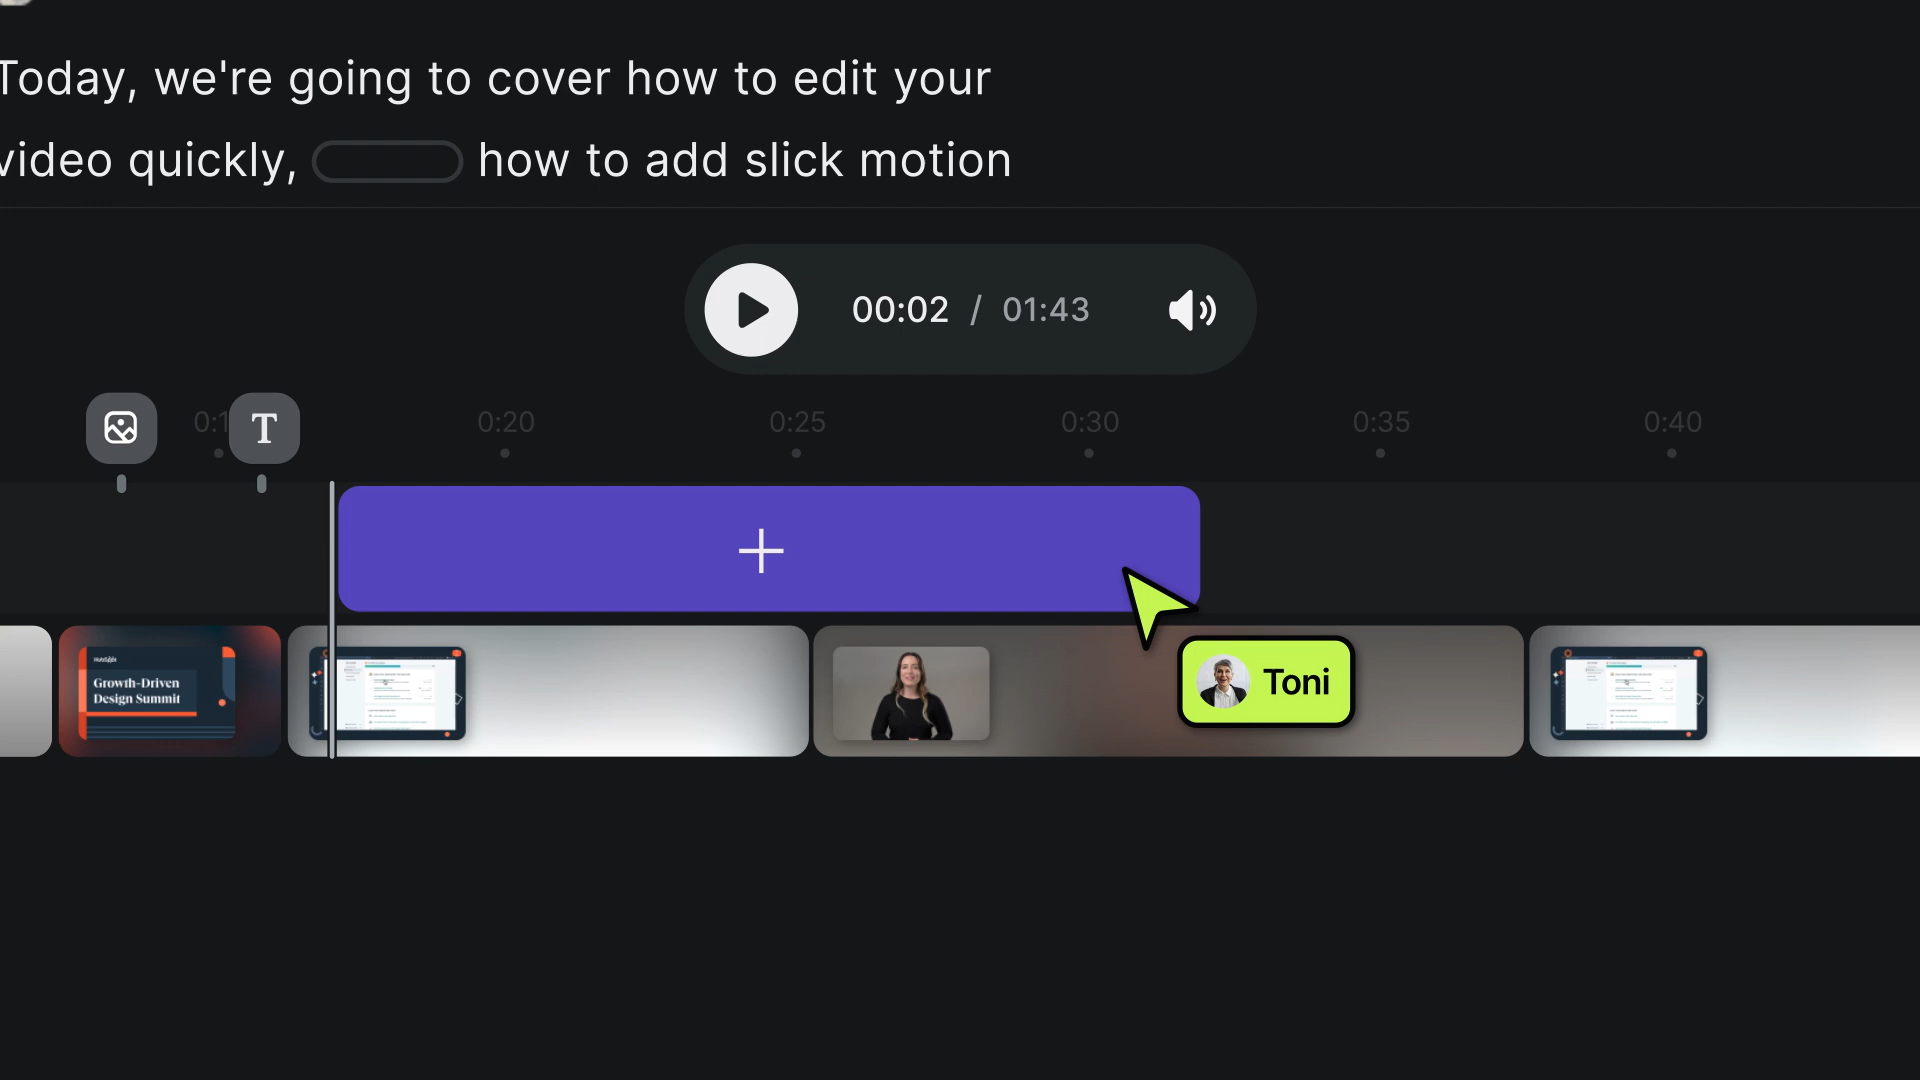 Today, we're going to cover how to edit your
video quickly, how to add slick motion
00:02 / 01:43
T
0:20 0:25 0:30 0:35 0:40
HubSpot
Growth-Driven
Design Summit
Toni